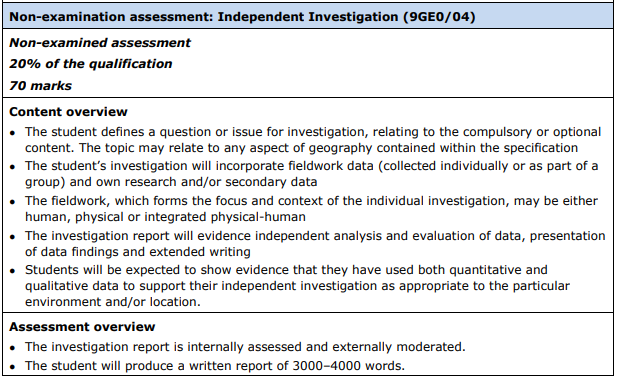 Non-examination assessment: Independent Investigation (9GE0/04)
Non-examined assessment
20% of the qualification
70 marks
Content overview
• The student defines a question or issue for investigation, relating to the compulsory or optional
content. The topic may relate to any aspect of geography contained within the specification
• The student's investigation will incorporate fieldwork data (collected individually or as part of a
group) and own research and/or secondary data
• The fieldwork, which forms the focus and context of the individual investigation, may be either
human, physical or integrated physical-human
• The investigation report will evidence independent analysis and evaluation of data, presentation
of data findings and extended writing
• Students will be expected to show evidence that they have used both quantitative and
qualitative data to support their independent investigation as appropriate to the particular
environment and/or location.
Assessment overview
• The investigation report is internally assessed and externally moderated.
• The student will produce a written report of 3000–4000 words.